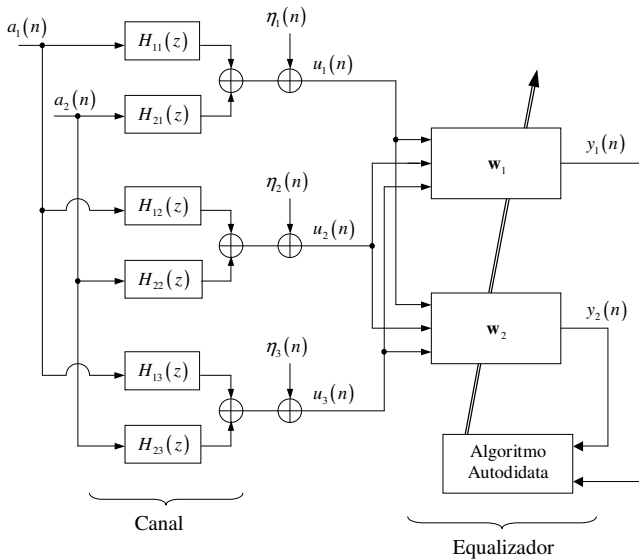 a₁(n)
H₁₁(z)
η₁(n)
u₁(n)
a₂(n)
H₂₁(z)
w₁
y₁(n)
H₁₂(z)
η₂(n)
u₂(n)
H₂₂(z)
w₂
y₂(n)
H₁₃(z)
η₃(n)
u₃(n)
H₂₃(z)
Algoritmo
Autodidata
Canal
Equalizador